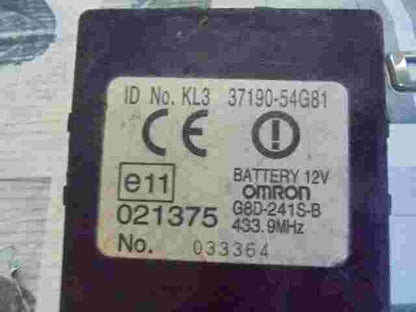 ID No. KL3 37190-54G81
CE
e11
BATTERY 12V
OMRON
021375 G8D-241S-B
433.9MHz
No. 033364